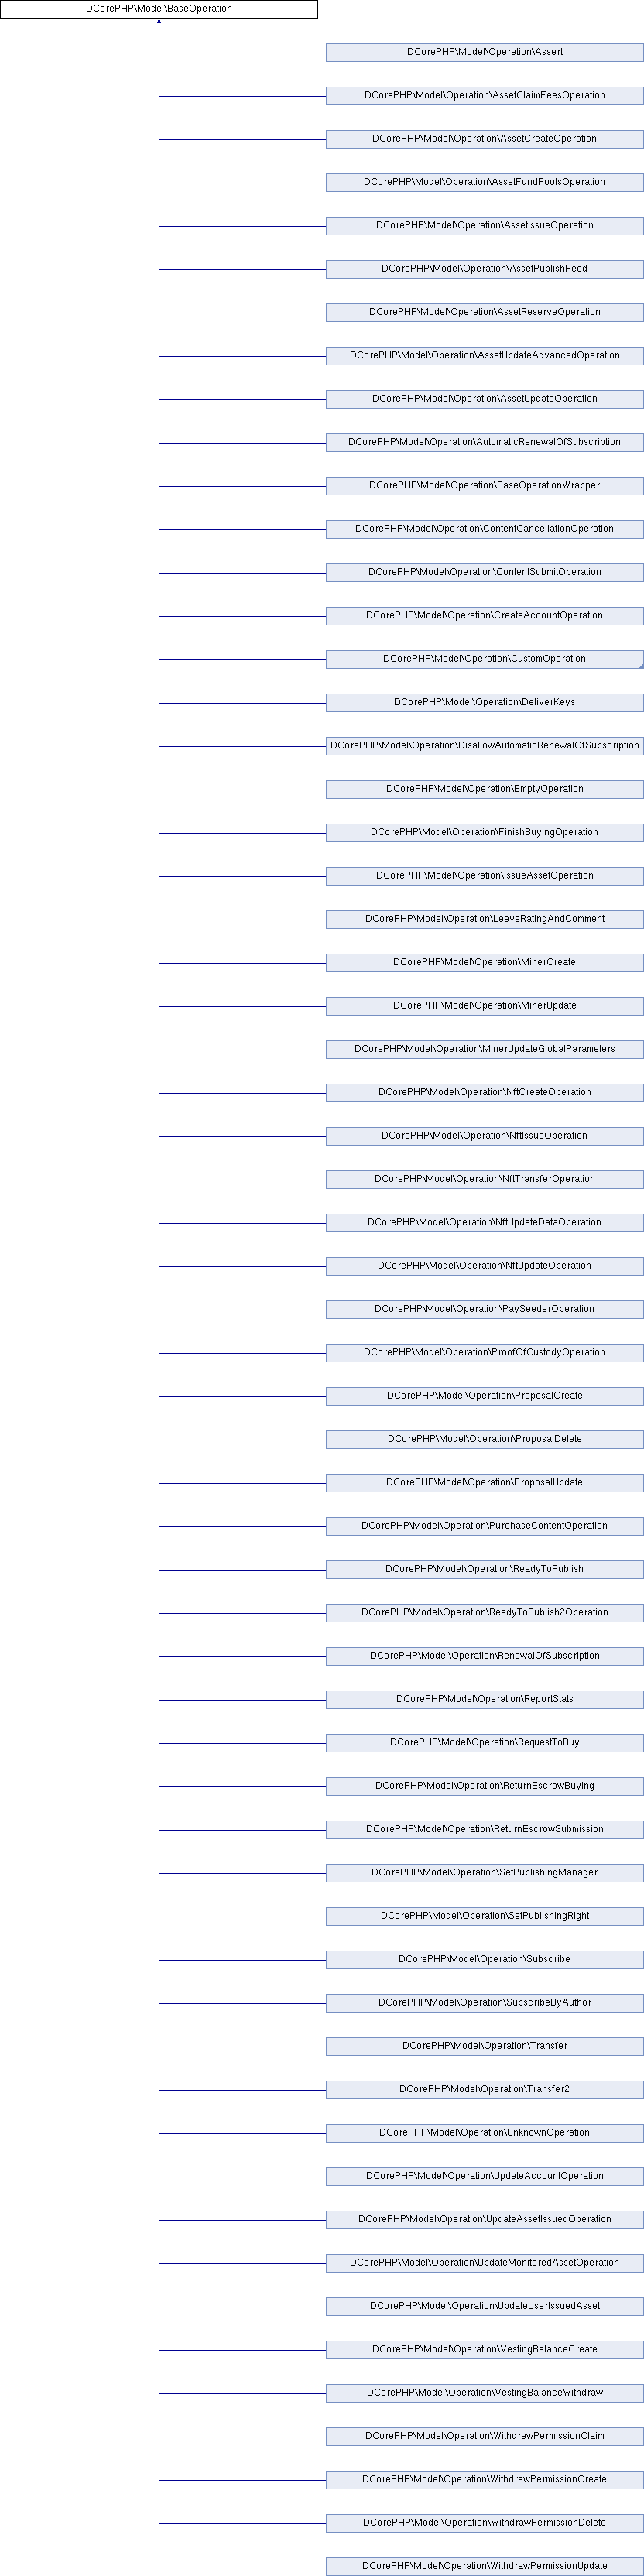 DCorePHP\Model\BaseOperation
DCorePHP\Model\Operation\Assert
DCorePHP\Model\Operation\AssetClaimFeesOperation
DCorePHP\Model\Operation\AssetCreateOperation
DCorePHP\Model\Operation\AssetFundPoolsOperation
DCorePHP\Model\Operation\AssetIssueOperation
DCorePHP\Model\Operation\AssetPublishFeed
DCorePHP\Model\Operation\AssetReserveOperation
DCorePHP\Model\Operation\AssetUpdateAdvancedOperation
DCorePHP\Model\Operation\AssetUpdateOperation
DCorePHP\Model\Operation\AutomaticRenewalOfSubscription
DCorePHP\Model\Operation\BaseOperationWrapper
DCorePHP\Model\Operation\ContentCancellationOperation
DCorePHP\Model\Operation\ContentSubmitOperation
DCorePHP\Model\Operation\CreateAccountOperation
DCorePHP\Model\Operation\CustomOperation
DCorePHP\Model\Operation\DeliverKeys
DCorePHP\Model\Operation\DisallowAutomaticRenewalOfSubscription
DCorePHP\Model\Operation\EmptyOperation
DCorePHP\Model\Operation\FinishBuyingOperation
DCorePHP\Model\Operation\IssueAssetOperation
DCorePHP\Model\Operation\LeaveRatingAndComment
DCorePHP\Model\Operation\MinerCreate
DCorePHP\Model\Operation\MinerUpdate
DCorePHP\Model\Operation\MinerUpdateGlobalParameters
DCorePHP\Model\Operation\NftCreateOperation
DCorePHP\Model\Operation\NftIssueOperation
DCorePHP\Model\Operation\NftTransferOperation
DCorePHP\Model\Operation\NftUpdateDataOperation
DCorePHP\Model\Operation\NftUpdateOperation
DCorePHP\Model\Operation\PaySeederOperation
DCorePHP\Model\Operation\ProofOfCustodyOperation
DCorePHP\Model\Operation\ProposalCreate
DCorePHP\Model\Operation\ProposalDelete
DCorePHP\Model\Operation\ProposalUpdate
DCorePHP\Model\Operation\PurchaseContentOperation
DCorePHP\Model\Operation\ReadyToPublish
DCorePHP\Model\Operation\ReadyToPublish2Operation
DCorePHP\Model\Operation\RenewalOfSubscription
DCorePHP\Model\Operation\ReportStats
DCorePHP\Model\Operation\RequestToBuy
DCorePHP\Model\Operation\ReturnEscrowBuying
DCorePHP\Model\Operation\ReturnEscrowSubmission
DCorePHP\Model\Operation\SetPublishingManager
DCorePHP\Model\Operation\SetPublishingRight
DCorePHP\Model\Operation\Subscribe
DCorePHP\Model\Operation\SubscribeByAuthor
DCorePHP\Model\Operation\Transfer
DCorePHP\Model\Operation\Transfer2
DCorePHP\Model\Operation\UnknownOperation
DCorePHP\Model\Operation\UpdateAccountOperation
DCorePHP\Model\Operation\UpdateAssetIssuedOperation
DCorePHP\Model\Operation\UpdateMonitoredAssetOperation
DCorePHP\Model\Operation\UpdateUserIssuedAsset
DCorePHP\Model\Operation\VestingBalanceCreate
DCorePHP\Model\Operation\VestingBalanceWithdraw
DCorePHP\Model\Operation\WithdrawPermissionClaim
DCorePHP\Model\Operation\WithdrawPermissionCreate
DCorePHP\Model\Operation\WithdrawPermissionDelete
DCorePHP\Model\Operation\WithdrawPermissionUpdate